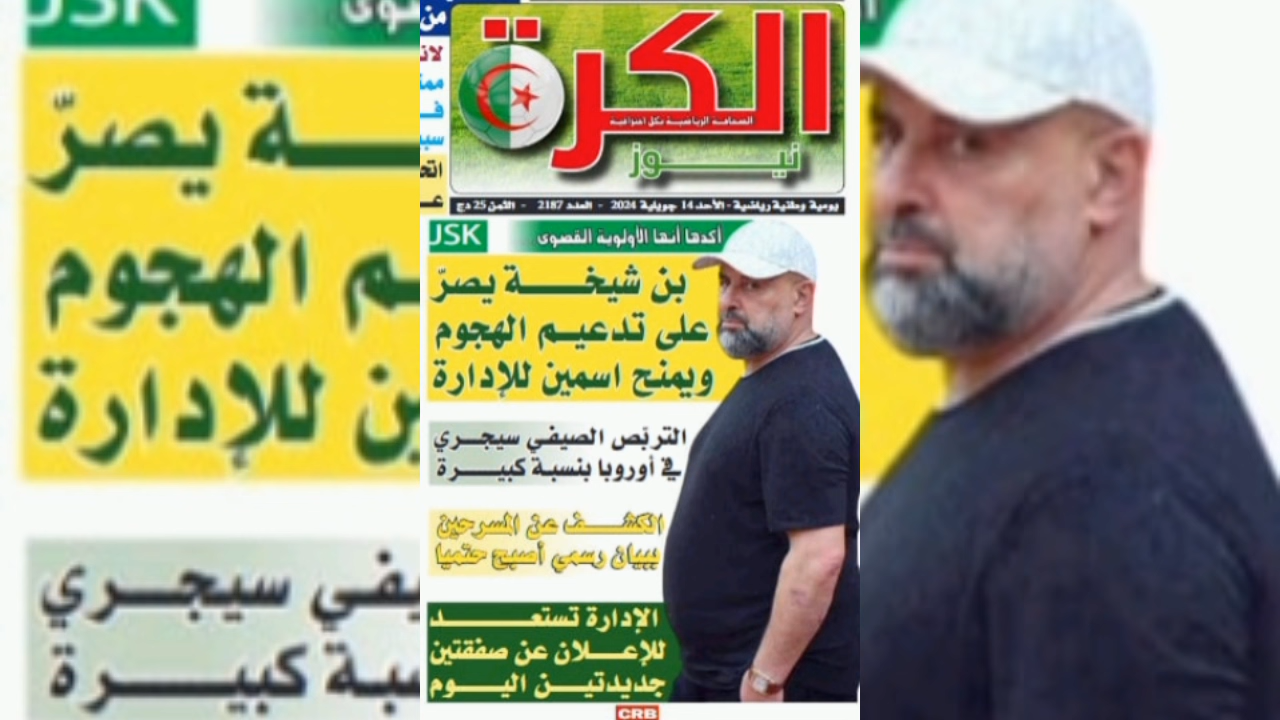 الكرة
الصحافة الرياضية بكل احترافية
نيوز
يومية وطنية رياضية - الأحد 14 جويلية 2024 - العدد 2187 - الثمن 25 دج
JSK
أكدها أنها الأولوية القصوى
بن شيخة يصرّ
على تدعيم الهجوم
ويمنح اسمين للإدارة
التربّص الصيفي سيجري
في أوروبا بنسبة كبيرة
الكشف عن المسرحين
ببيان رسمي أصبح حتميا
الإدارة تستعد
للإعلان عن صفقتين
جديدتين اليوم
CRB